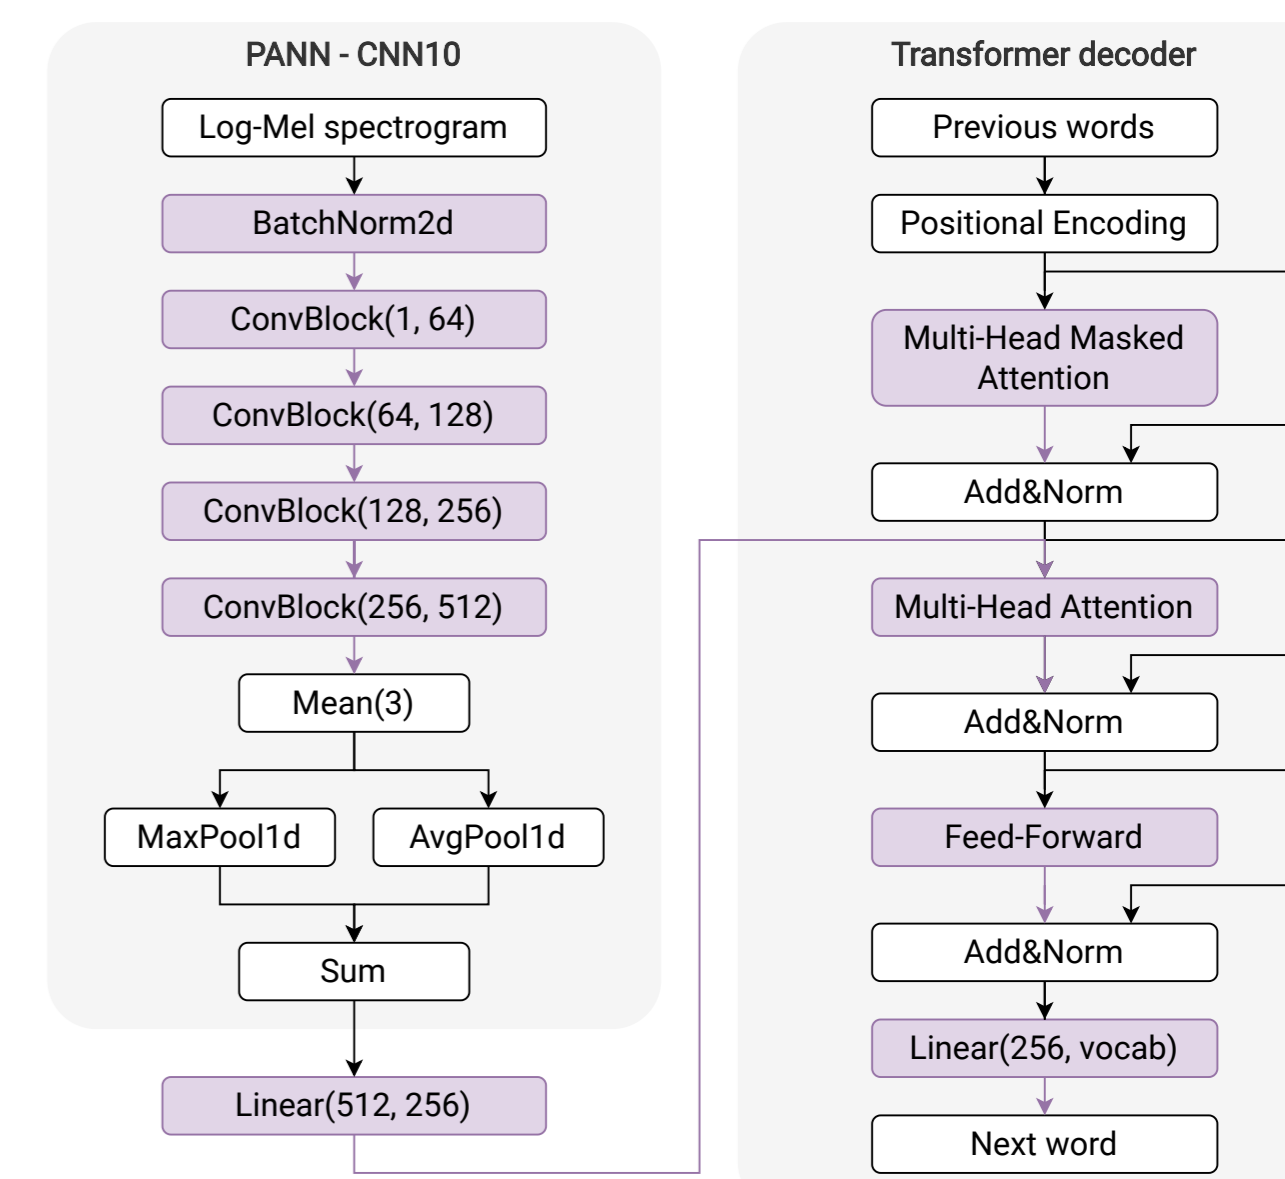 PANN - CNN10
Log-Mel spectrogram
BatchNorm2d
ConvBlock(1, 64)
ConvBlock(64, 128)
ConvBlock(128, 256)
ConvBlock(256, 512)
Mean(3)
MaxPool1d
AvgPool1d
Sum
Linear(512, 256)
Transformer decoder
Previous words
Positional Encoding
Multi-Head Masked
Attention
Add&Norm
Multi-Head Attention
Add&Norm
Feed-Forward
Add&Norm
Linear(256, vocab)
Next word